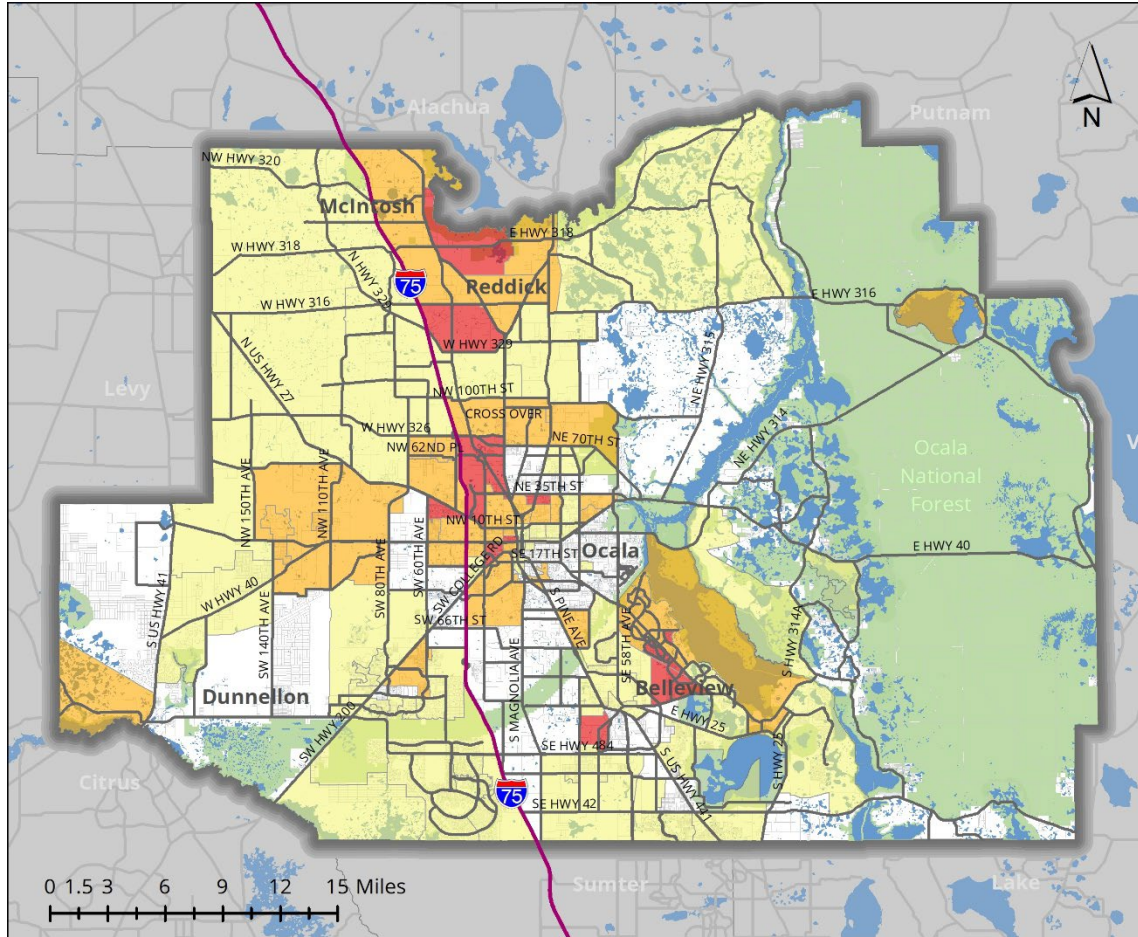 Alachua
Putnam
N
NW HWY 320
McIntosh
E HWY 318
W HWY 318
N HWY 329
75
Reddick
W HWY 316
E HWY 316
W HWY 329
NE HWY 315
N US HWY 27
Levy
NW 100TH ST
CROSS OVER
W HWY 326
NE 70TH ST
NW 62ND PL
NE HWY 314
Ocala
National
Forest
NW 150TH AVE
NW 110TH AVE
NE 35TH ST
NW 10TH ST
SE 17TH ST
Ocala
E HWY 40
SW 80TH AVE
SW 60TH AVE
SW COLLEGE RD
W HWY 40
S US HWY 41
SW 140TH AVE
SW 66TH ST
S PINE AVE
SE 58TH AVE
S HWY 314A
S MAGNOLIA AVE
Dunnellon
Belleview
E HWY 25
SW HWY 200
SE HWY 484
S US HWY 441
S HWY 25
Citrus
75
SE HWY 42
0 1.5 3 6 9 12 15 Miles
Sumter
Lake